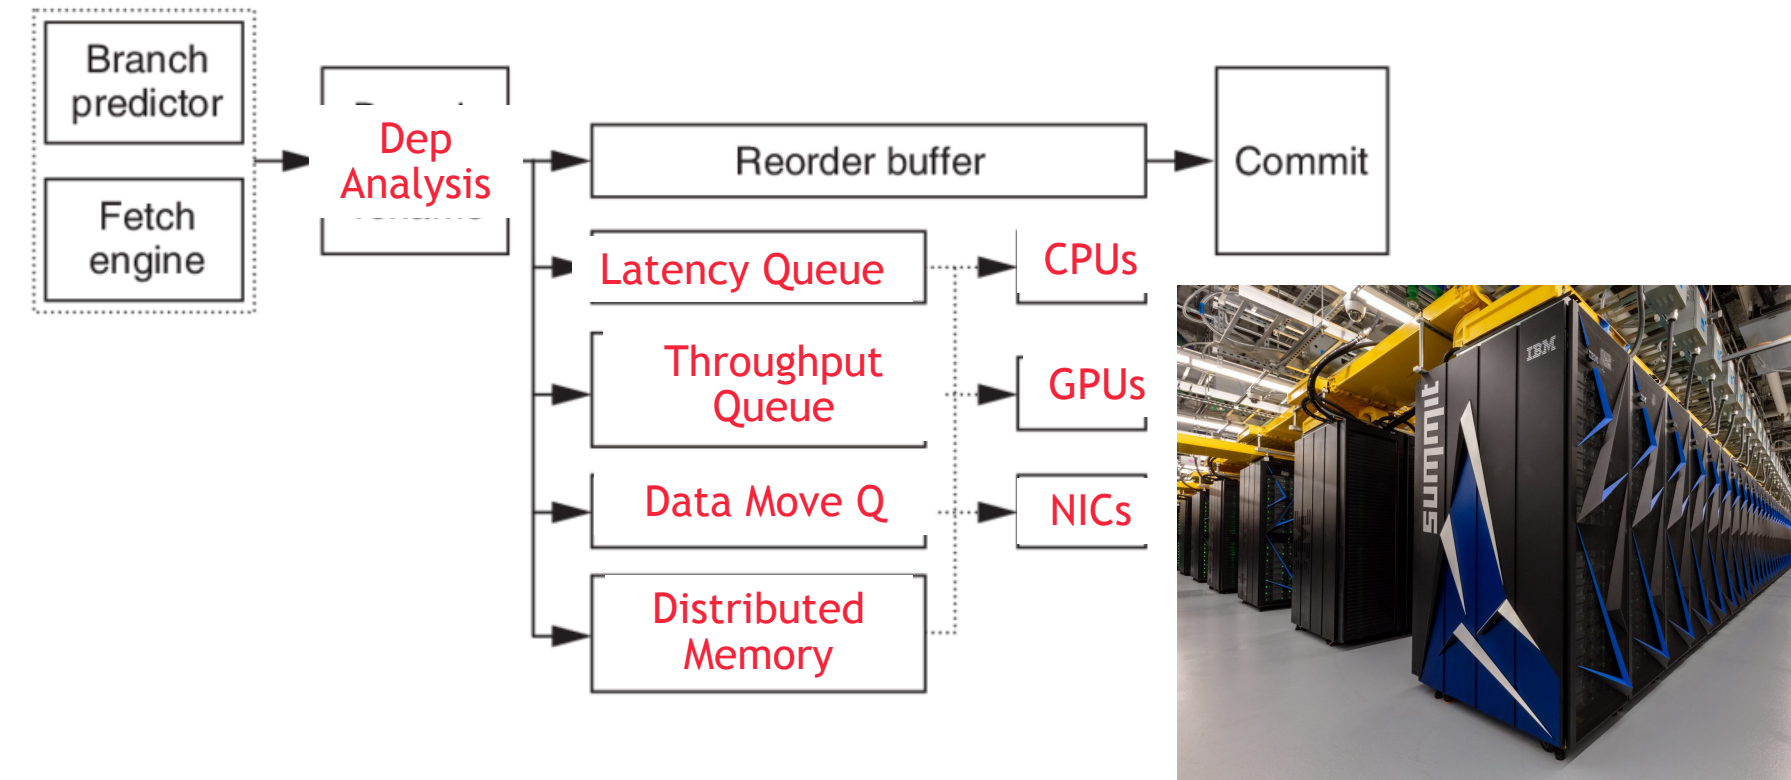 Branch
predictor
Fetch
engine
Dep
Analysis
Reorder buffer
Commit
Latency Queue
Throughput
Queue
Data Move Q
Distributed
Memory
CPUs
GPUs
NICs
IBM
summit